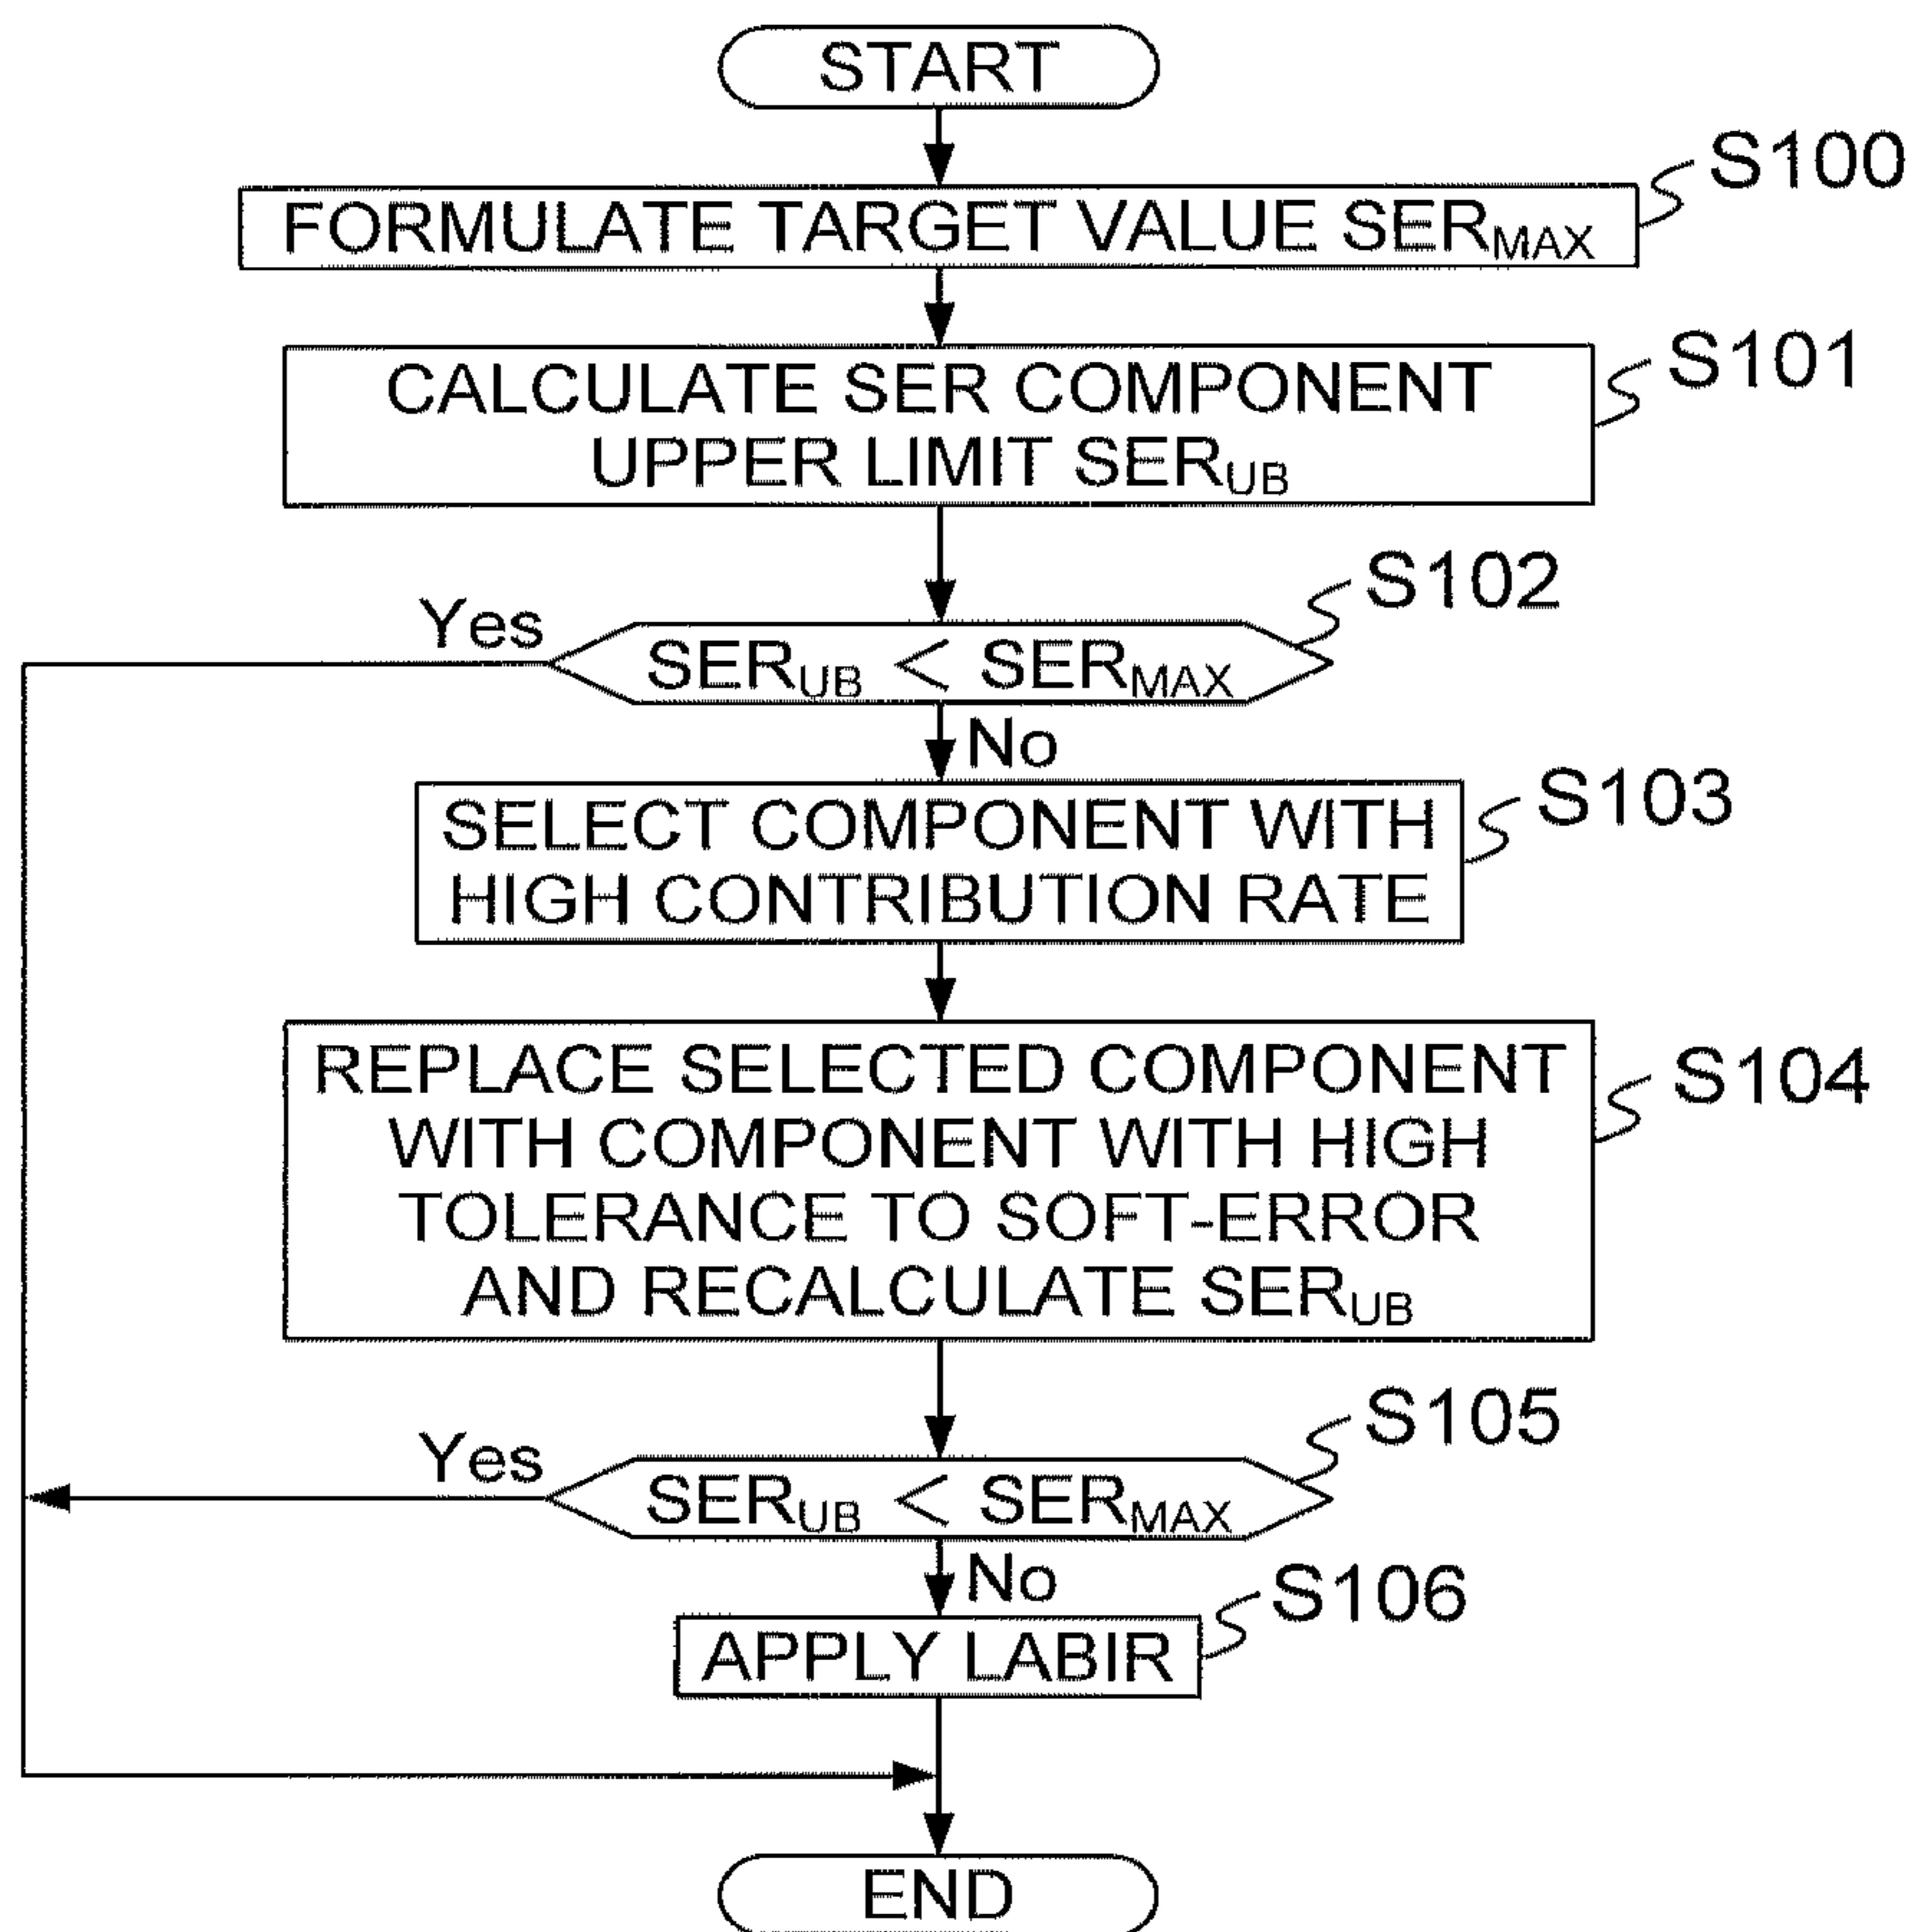 START
S100
FORMULATE TARGET VALUE SERMAX
S101
CALCULATE SER COMPONENT
UPPER LIMIT SERUB
S102
Yes
SERUB < SERMAX
No
S103
SELECT COMPONENT WITH
HIGH CONTRIBUTION RATE
S104
REPLACE SELECTED COMPONENT
WITH COMPONENT WITH HIGH
TOLERANCE TO SOFT-ERROR
AND RECALCULATE SERUB
S105
Yes
SERUB < SERMAX
No
S106
APPLY LABIR
END